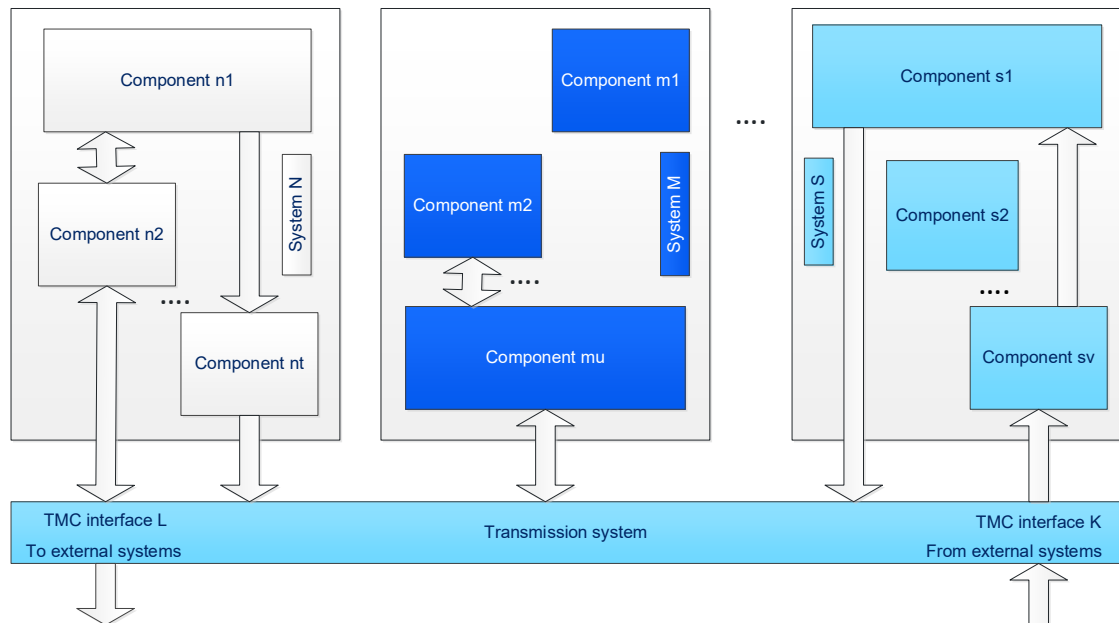 Component n1
System N
Component n2
....
Component nt
Component m1
System M
Component m2
....
Component mu
....
Component s1
System S
Component s2
....
Component sv
TMC interface L
To external systems
Transmission system
TMC interface K
From external systems